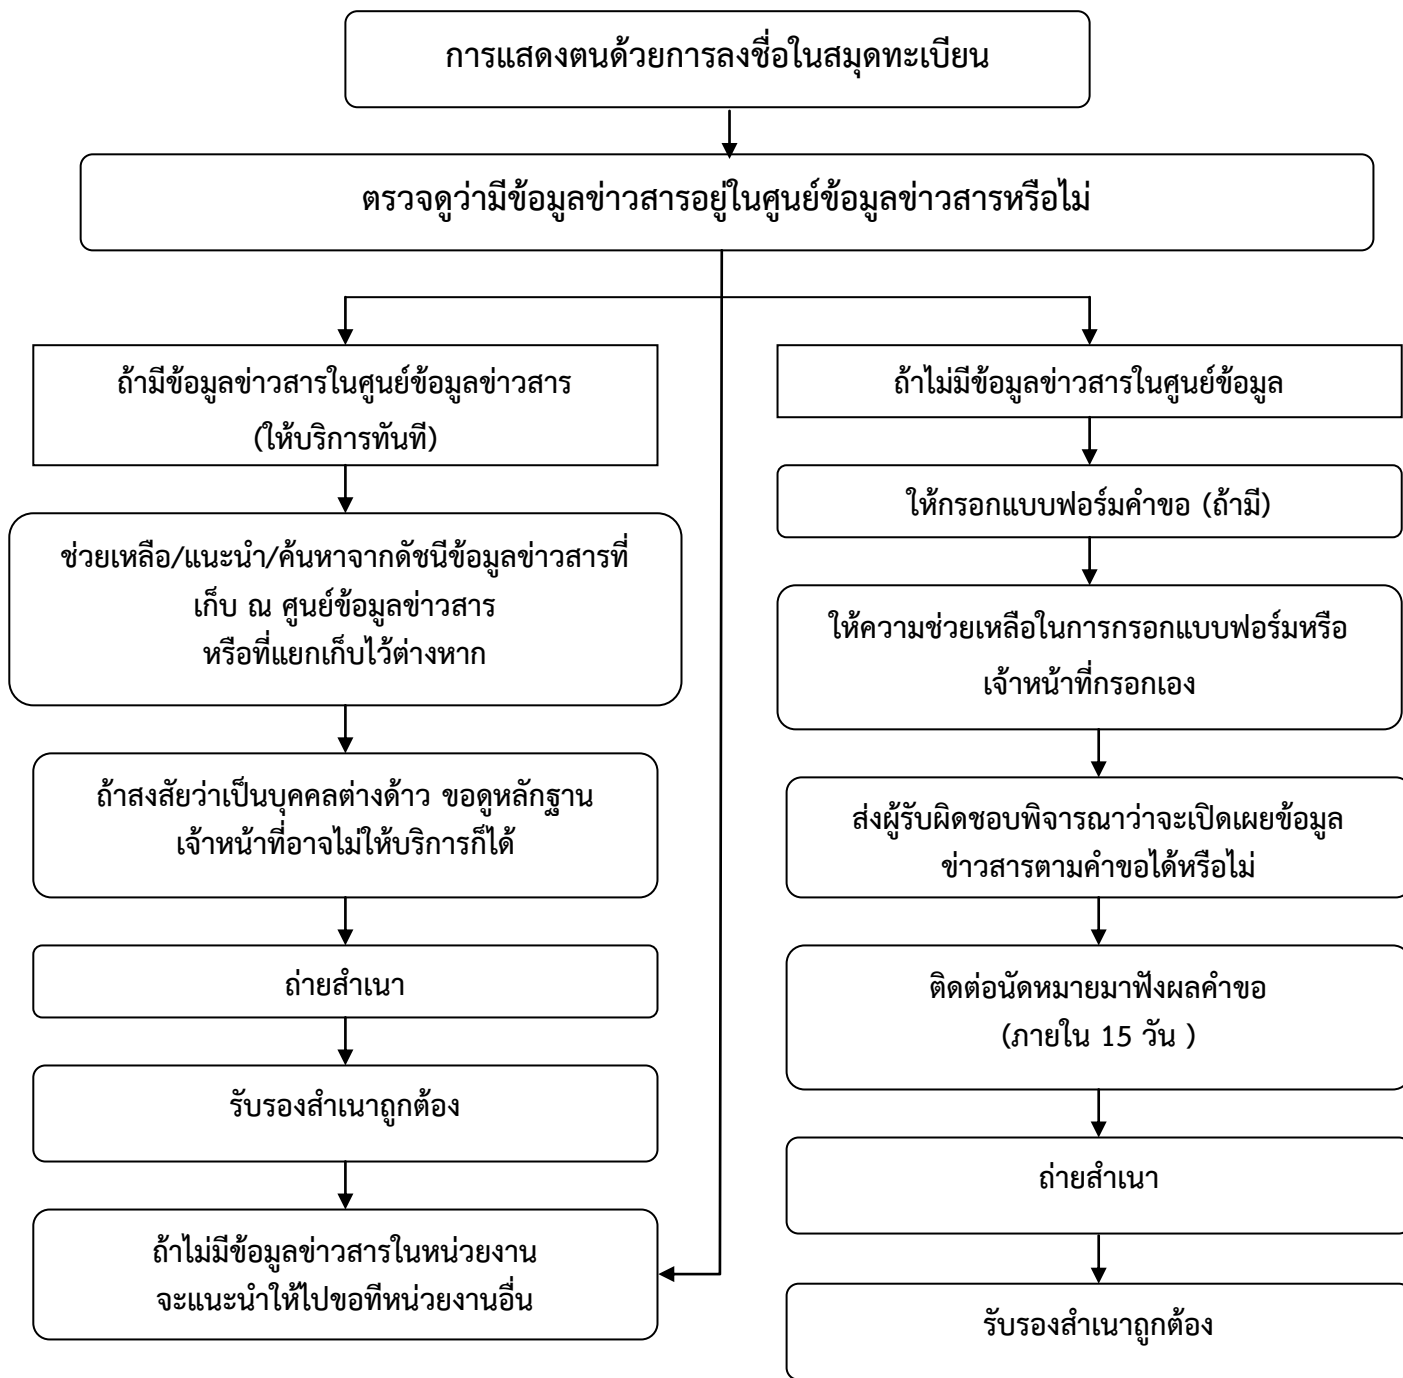 การแสดงตนด้วยการลงชื่อในสมุดทะเบียน
ตรวจดูว่ามีข้อมูลข่าวสารอยู่ในศูนย์ข้อมูลข่าวสารหรือไม่
ถ้ามีข้อมูลข่าวสารในศูนย์ข้อมูลข่าวสาร
(ให้บริการทันที)
ช่วยเหลือ/แนะนำ/ค้นหาจากดัชนีข้อมูลข่าวสารที่
เก็บ ณ ศูนย์ข้อมูลข่าวสาร
หรือที่แยกเก็บไว้ต่างหาก
ถ้าสงสัยว่าเป็นบุคคลต่างด้าว ขอดูหลักฐาน
เจ้าหน้าที่อาจไม่ให้บริการก็ได้
ถ่ายสำเนา
รับรองสำเนาถูกต้อง
ถ้าไม่มีข้อมูลข่าวสารในหน่วยงาน
จะแนะนำให้ไปขอทีหน่วยงานอื่น
ถ้าไม่มีข้อมูลข่าวสารในศูนย์ข้อมูล
ให้กรอกแบบฟอร์มคำขอ (ถ้ามี)
ให้ความช่วยเหลือในการกรอกแบบฟอร์มหรือ
เจ้าหน้าที่กรอกเอง
ส่งผู้รับผิดชอบพิจารณาว่าจะเปิดเผยข้อมูล
ข่าวสารตามคำขอได้หรือไม่
ติดต่อนัดหมายมาฟังผลคำขอ
(ภายใน 15 วัน )
ถ่ายสำเนา
รับรองสำเนาถูกต้อง